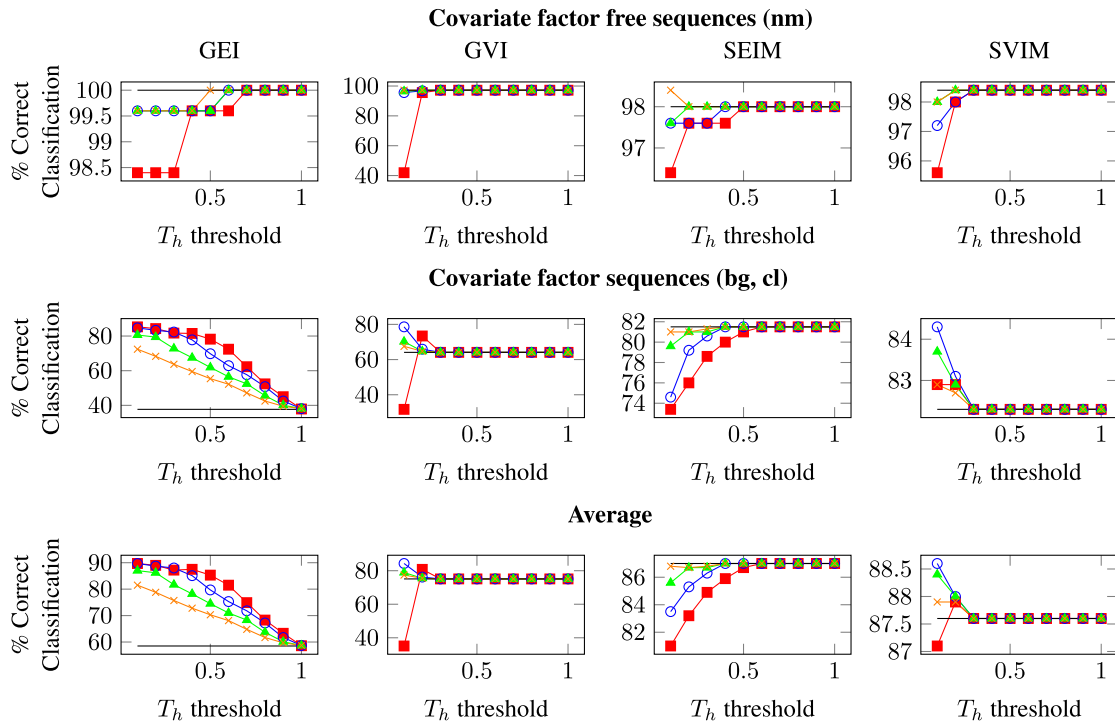 Covariate factor free sequences (nm)
GEI GVI SEIM SVIM
% Correct
Classification
100
99.5
99
98.5
0.5 1
T_h threshold
100
80
60
40
0.5 1
T_h threshold
98
97
0.5 1
T_h threshold
98
97
96
0.5 1
T_h threshold
Covariate factor sequences (bg, cl)
% Correct
Classification
80
60
40
0.5 1
T_h threshold
80
60
40
0.5 1
T_h threshold
82
80
78
76
74
0.5 1
T_h threshold
84
83
0.5 1
T_h threshold
Average
% Correct
Classification
90
80
70
60
0.5 1
T_h threshold
80
60
40
0.5 1
T_h threshold
86
84
82
0.5 1
T_h threshold
88.5
88
87.5
87
0.5 1
T_h threshold